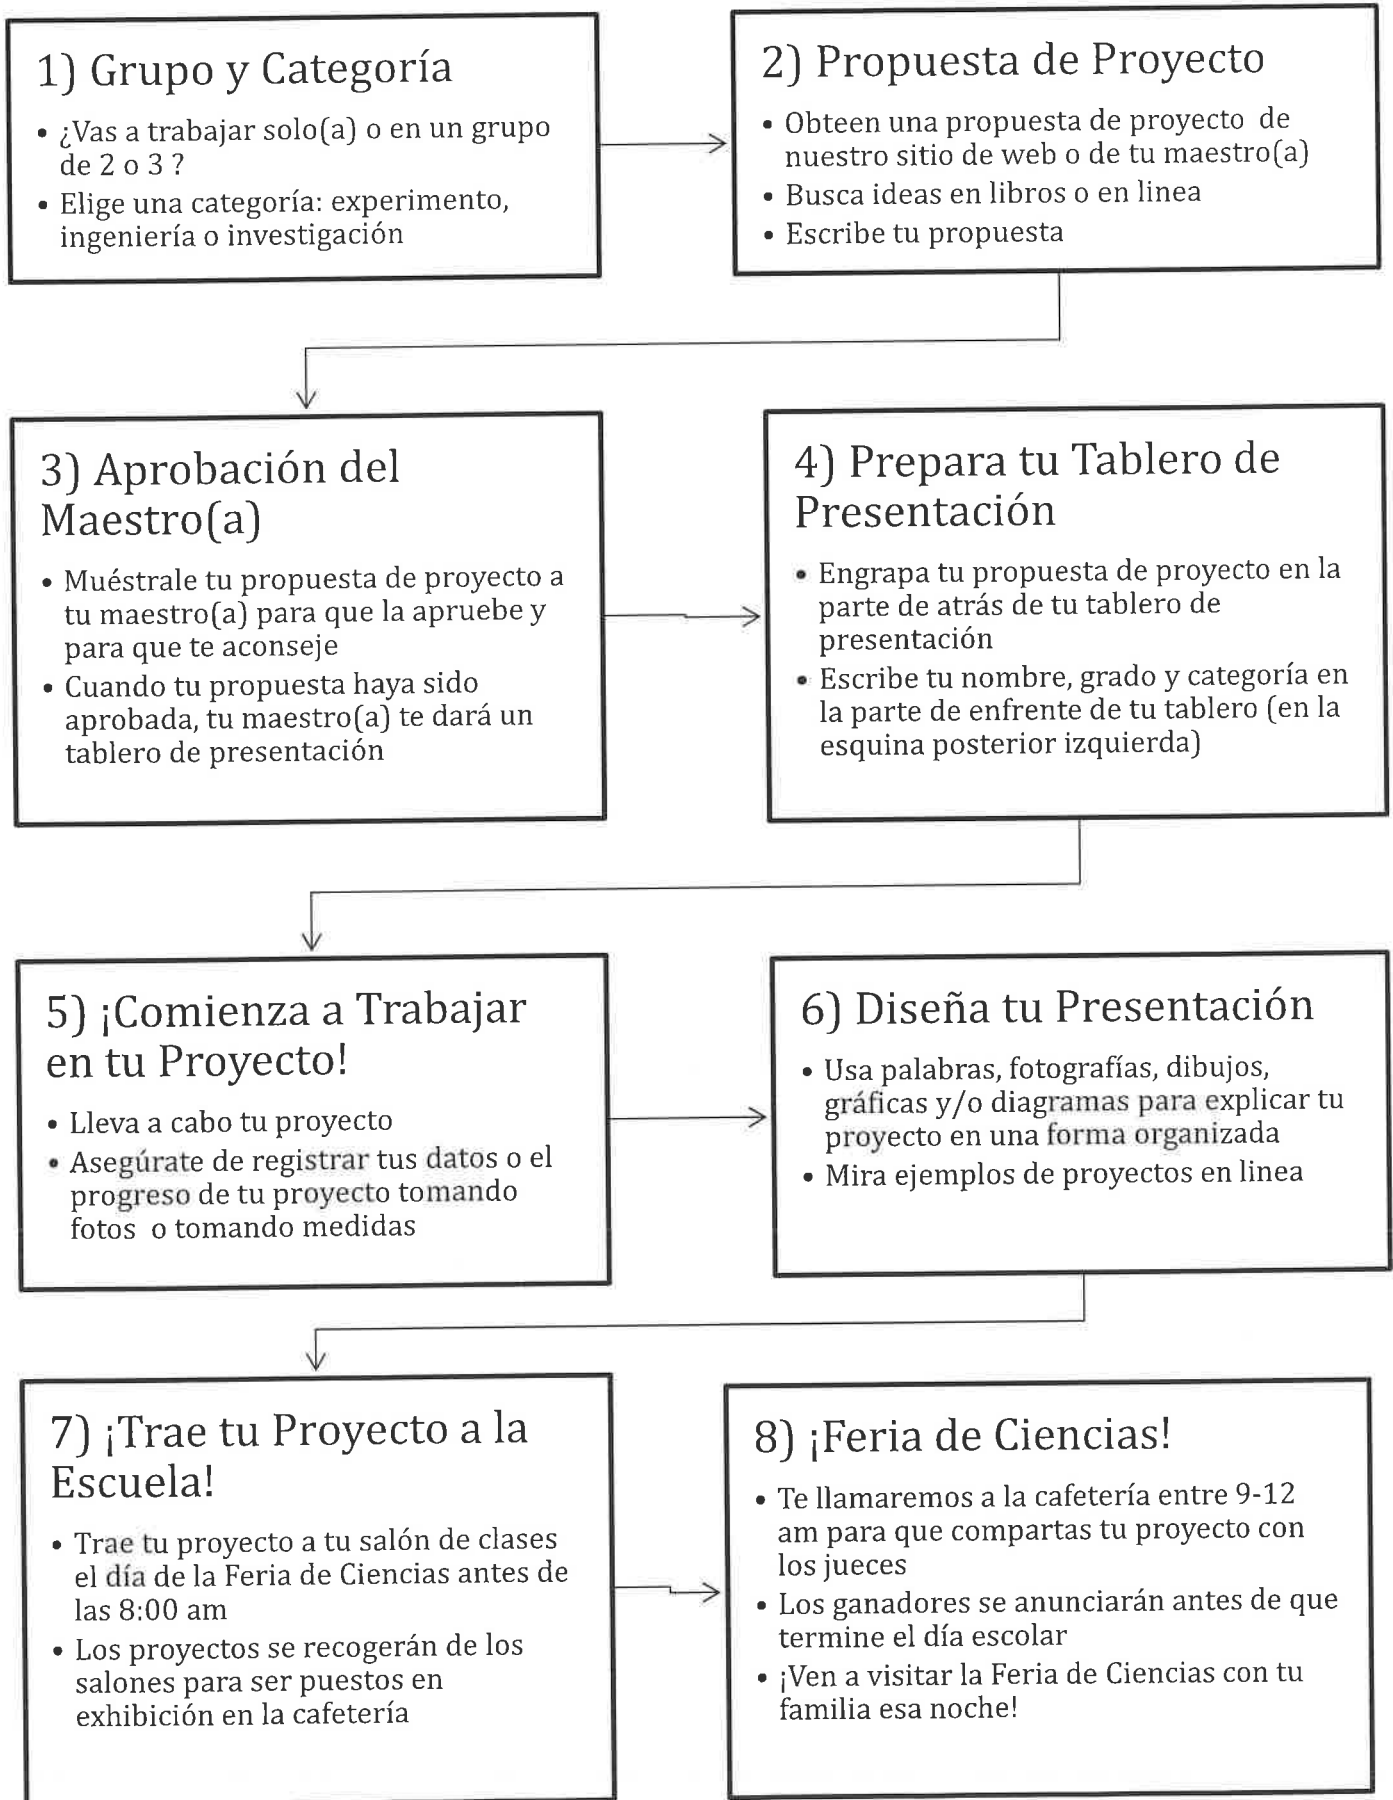 1) Grupo y Categoría
• ¿Vas a trabajar solo(a) o en un grupo
de 2 o 3 ?
• Elige una categoría: experimento,
ingeniería o investigación
2) Propuesta de Proyecto
• Obteen una propuesta de proyecto de
nuestro sitio de web o de tu maestro(a)
• Busca ideas en libros o en linea
• Escribe tu propuesta
3) Aprobación del
Maestro(a)
• Muéstrale tu propuesta de proyecto a
tu maestro(a) para que la apruebe y
para que te aconseje
• Cuando tu propuesta haya sido
aprobada, tu maestro(a) te dará un
tablero de presentación
4) Prepara tu Tablero de
Presentación
• Engrapa tu propuesta de proyecto en la
parte de atrás de tu tablero de
presentación
• Escribe tu nombre, grado y categoría en
la parte de enfrente de tu tablero (en la
esquina posterior izquierda)
5) ¡Comienza a Trabajar
en tu Proyecto!
• Lleva a cabo tu proyecto
• Asegúrate de registrar tus datos o el
progreso de tu proyecto tomando
fotos o tomando medidas
6) Diseña tu Presentación
• Usa palabras, fotografías, dibujos,
gráficas y/o diagramas para explicar tu
proyecto en una forma organizada
• Mira ejemplos de proyectos en linea
7) ¡Trae tu Proyecto a la
Escuela!
• Trae tu proyecto a tu salón de clases
el día de la Feria de Ciencias antes de
las 8:00 am
• Los proyectos se recogerán de los
salones para ser puestos en
exhibición en la cafetería
8) ¡Feria de Ciencias!
• Te llamaremos a la cafetería entre 9-12
am para que compartas tu proyecto con
los jueces
• Los ganadores se anunciarán antes de que
termine el día escolar
• ¡Ven a visitar la Feria de Ciencias con tu
familia esa noche!